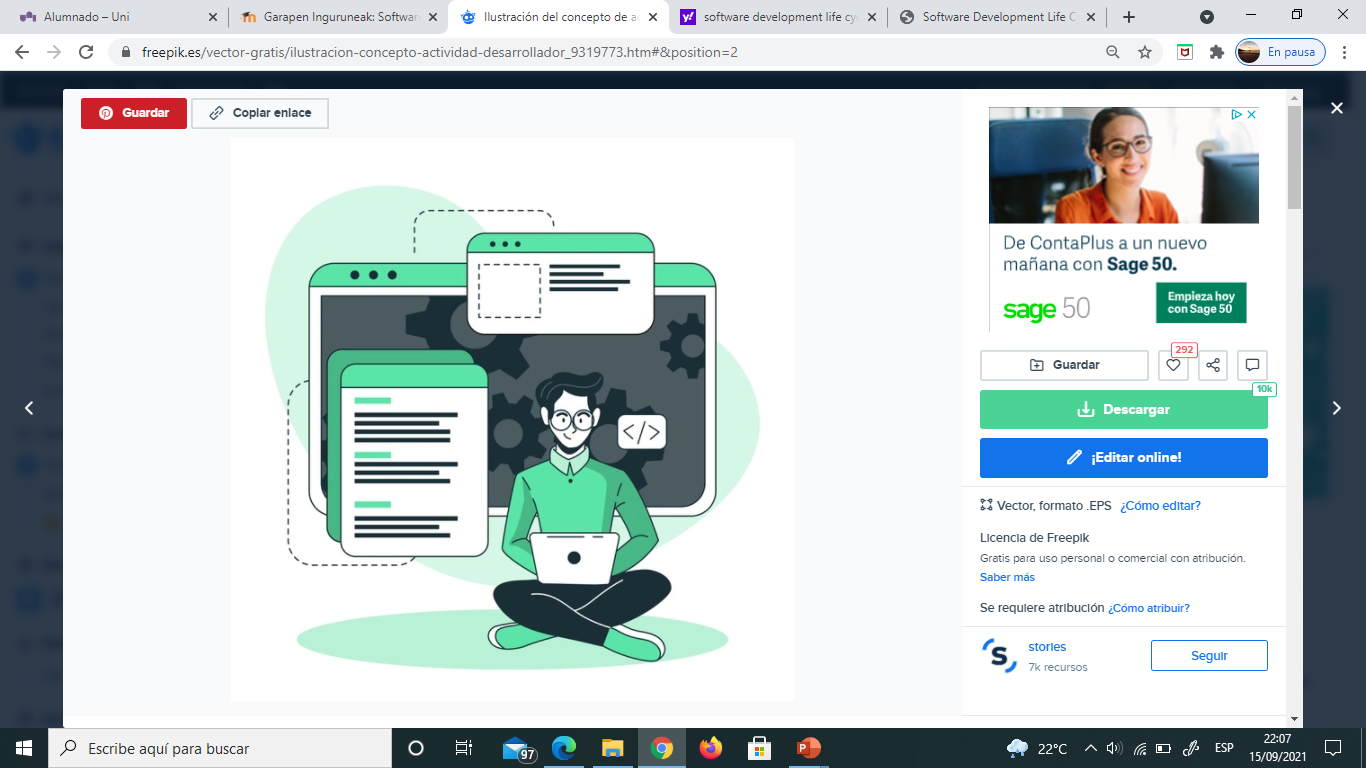 Alumnado – Uni
Garapen Inguruneak: Softwar
Ilustración del concepto de a
software development life cyc
Software Development Life C
freepik.es/vector-gratis/ilustracion-concepto-actividad-desarrollador_9319773.htm#&position=2
En pausa
Guardar
Copiar enlace
</>
De ContaPlus a un nuevo
mañana con Sage 50.
sage 50
Empieza hoy
con Sage 50
Guardar
292
10k
Descargar
¡Editar online!
Vector, formato .EPS ¿Cómo editar?
Licencia de Freepik
Gratis para uso personal o comercial con atribución.
Saber más
Se requiere atribución ¿Cómo atribuir?
S
stories
7k recursos
Seguir
Escribe aquí para buscar
97
22°C
ESP
22:07
15/09/2021